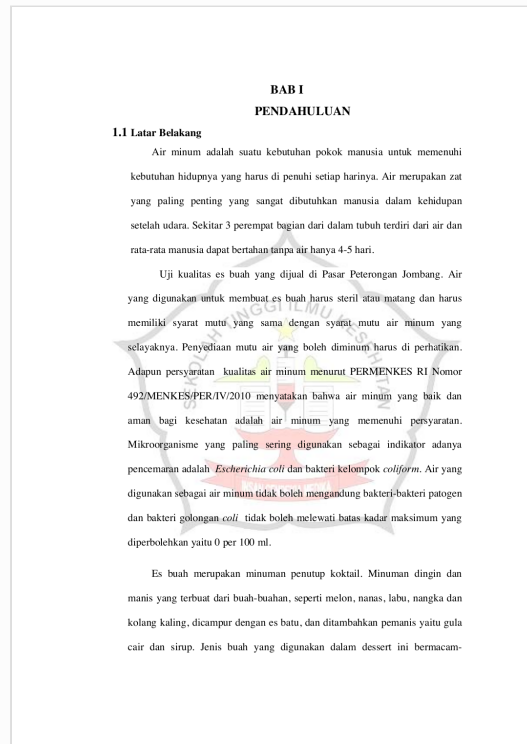 BAB I
PENDAHULUAN
1.1 Latar Belakang
Air minum adalah suatu kebutuhan pokok manusia untuk memenuhi
kebutuhan hidupnya yang harus di penuhi setiap harinya. Air merupakan zat
yang paling penting yang sangat dibutuhkan manusia dalam kehidupan
setelah udara. Sekitar 3 perempat bagian dari dalam tubuh terdiri dari air dan
rata-rata manusia dapat bertahan tanpa air hanya 4-5 hari.
Uji kualitas es buah yang dijual di Pasar Peterongan Jombang. Air
yang digunakan untuk membuat es buah harus steril atau matang dan harus
memiliki syarat mutu yang sama dengan syarat mutu air minum yang
selayaknya. Penyediaan mutu air yang boleh diminum harus di perhatikan.
Adapun persyaratan kualitas air minum menurut PERMENKES RI Nomor
492/MENKES/PER/IV/2010 menyatakan bahwa air minum yang baik dan
aman bagi kesehatan adalah air minum yang memenuhi persyaratan.
Mikroorganisme yang paling sering digunakan sebagai indikator adanya
pencemaran adalah Escherichia coli dan bakteri kelompok coliform. Air yang
digunakan sebagai air minum tidak boleh mengandung bakteri-bakteri patogen
dan bakteri golongan coli tidak boleh melewati batas kadar maksimum yang
diperbolehkan yaitu 0 per 100 ml.
Es buah merupakan minuman penutup koktail. Minuman dingin dan
manis yang terbuat dari buah-buahan, seperti melon, nanas, labu, nangka dan
kolang kaling, dicampur dengan es batu, dan ditambahkan pemanis yaitu gula
cair dan sirup. Jenis buah yang digunakan dalam dessert ini bermacam-
SEKOLAH TINGGI ILMU KESEHATAN